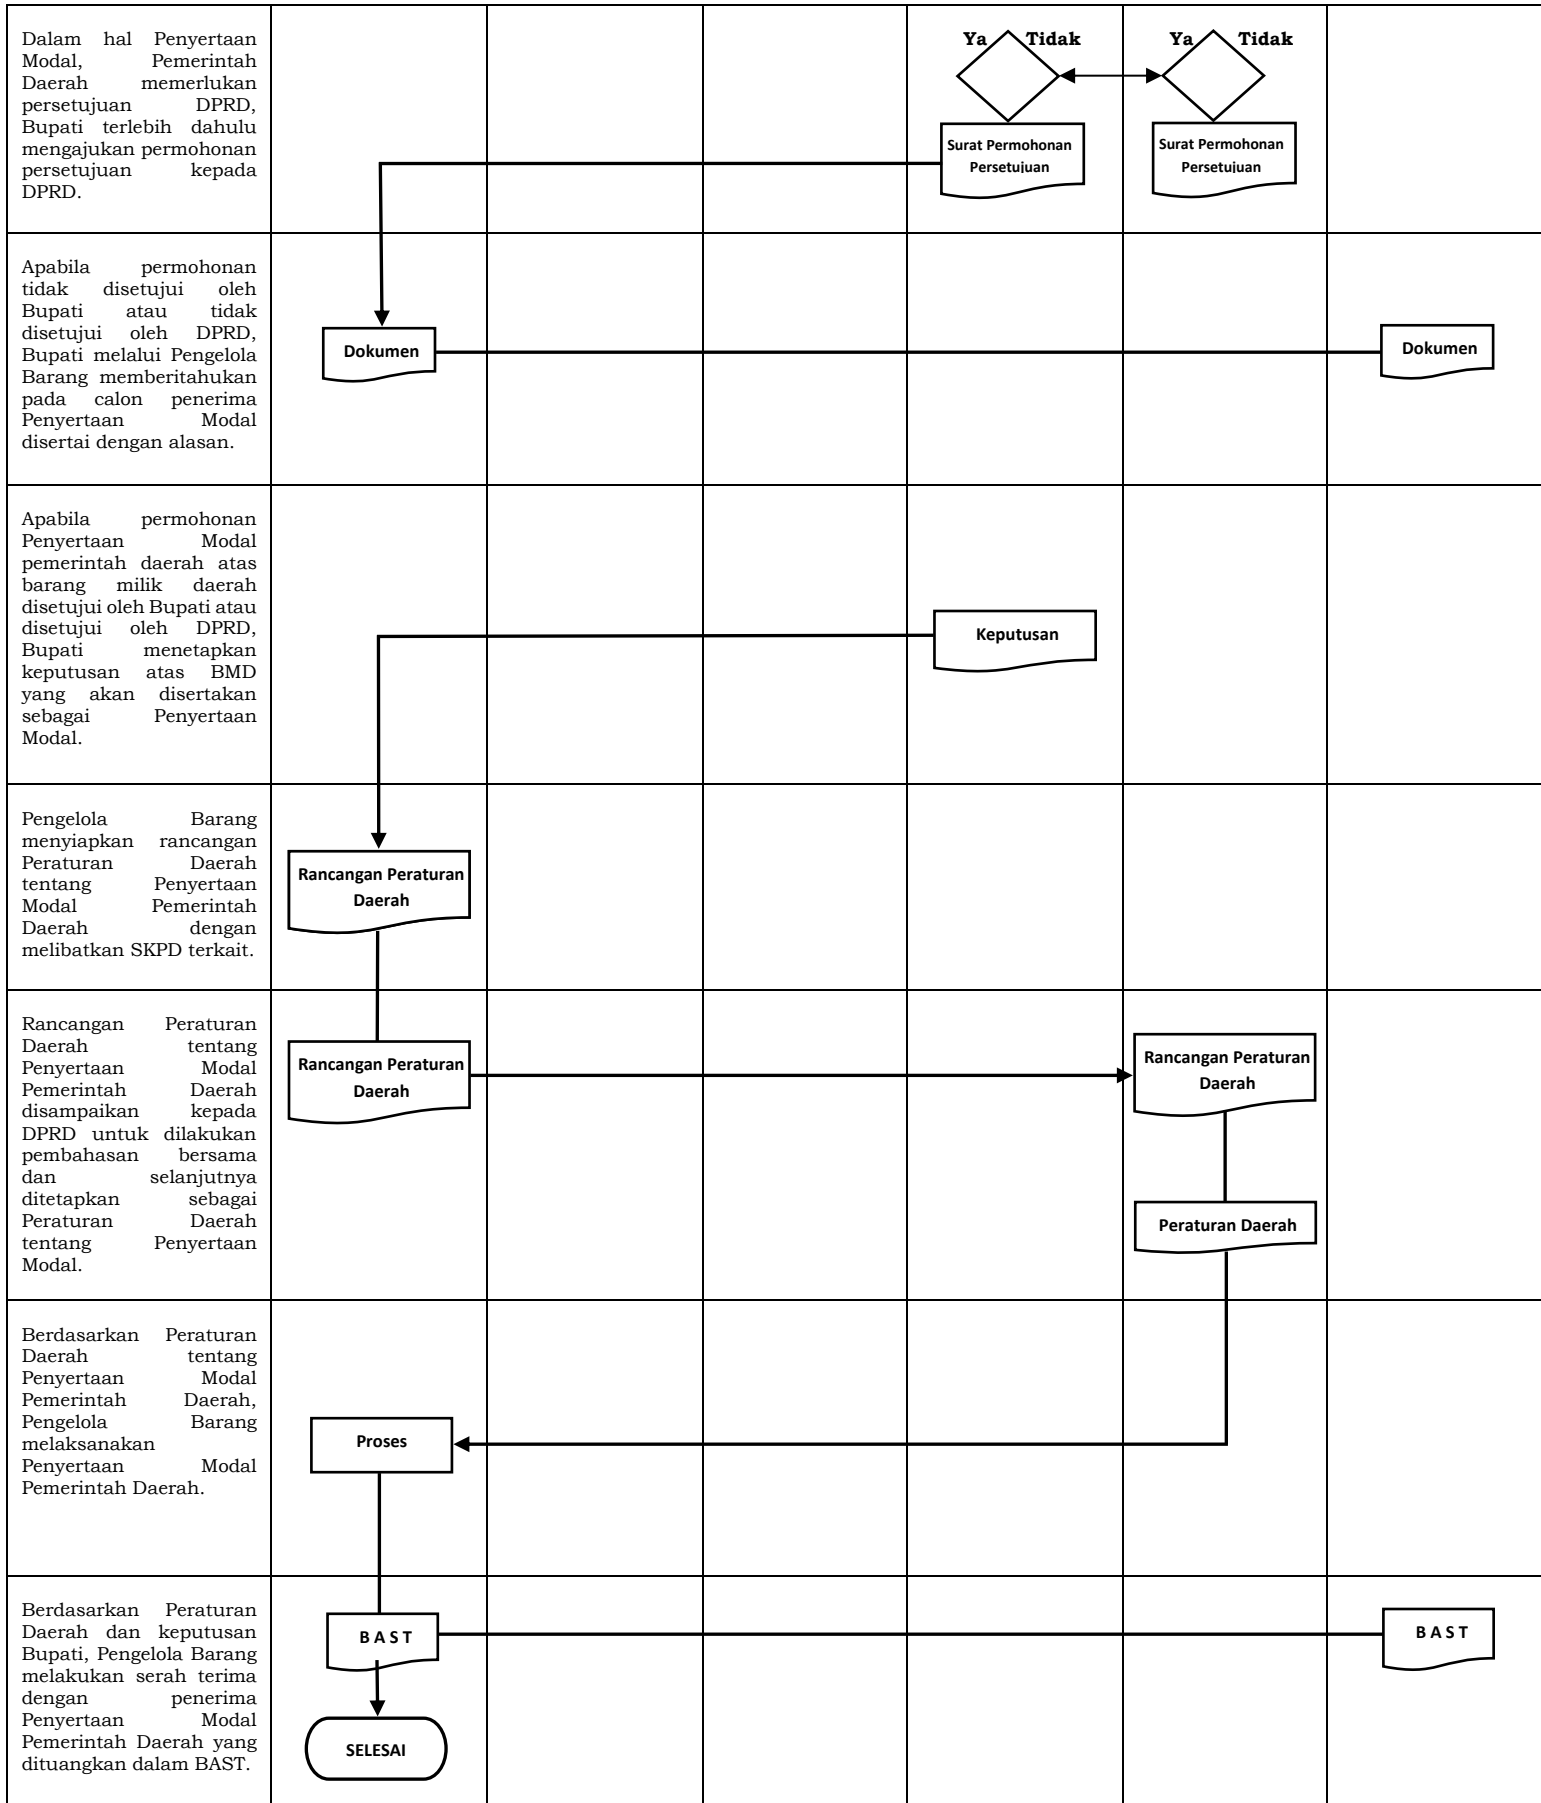 Dalam hal Penyertaan
Modal, Pemerintah
Daerah memerlukan
persetujuan DPRD,
Bupati terlebih dahulu
mengajukan permohonan
persetujuan kepada
DPRD.
Ya Tidak
Ya Tidak
Surat Permohonan
Persetujuan
Surat Permohonan
Persetujuan
Apabila permohonan
tidak disetujui oleh
Bupati atau tidak
disetujui oleh DPRD,
Bupati melalui Pengelola
Barang memberitahukan
pada calon penerima
Penyertaan Modal
disertai dengan alasan.
Dokumen
Dokumen
Apabila permohonan
Penyertaan Modal
pemerintah daerah atas
barang milik daerah
disetujui oleh Bupati atau
disetujui oleh DPRD,
Bupati menetapkan
keputusan atas BMD
yang akan disertakan
sebagai Penyertaan
Modal.
Keputusan
Pengelola Barang
menyiapkan rancangan
Peraturan Daerah
tentang Penyertaan
Modal Pemerintah
Daerah dengan
melibatkan SKPD terkait.
Rancangan Peraturan
Daerah
Rancangan Peraturan
Daerah tentang
Penyertaan Modal
Pemerintah Daerah
disampaikan kepada
DPRD untuk dilakukan
pembahasan bersama
dan selanjutnya
ditetapkan sebagai
Peraturan Daerah
tentang Penyertaan
Modal.
Rancangan Peraturan
Daerah
Rancangan Peraturan
Daerah
Peraturan Daerah
Berdasarkan Peraturan
Daerah tentang
Penyertaan Modal
Pemerintah Daerah,
Pengelola Barang
melaksanakan
Penyertaan Modal
Pemerintah Daerah.
Proses
Berdasarkan Peraturan
Daerah dan keputusan
Bupati, Pengelola Barang
melakukan serah terima
dengan penerima
Penyertaan Modal
Pemerintah Daerah yang
dituangkan dalam BAST.
B A S T
B A S T
SELESAI